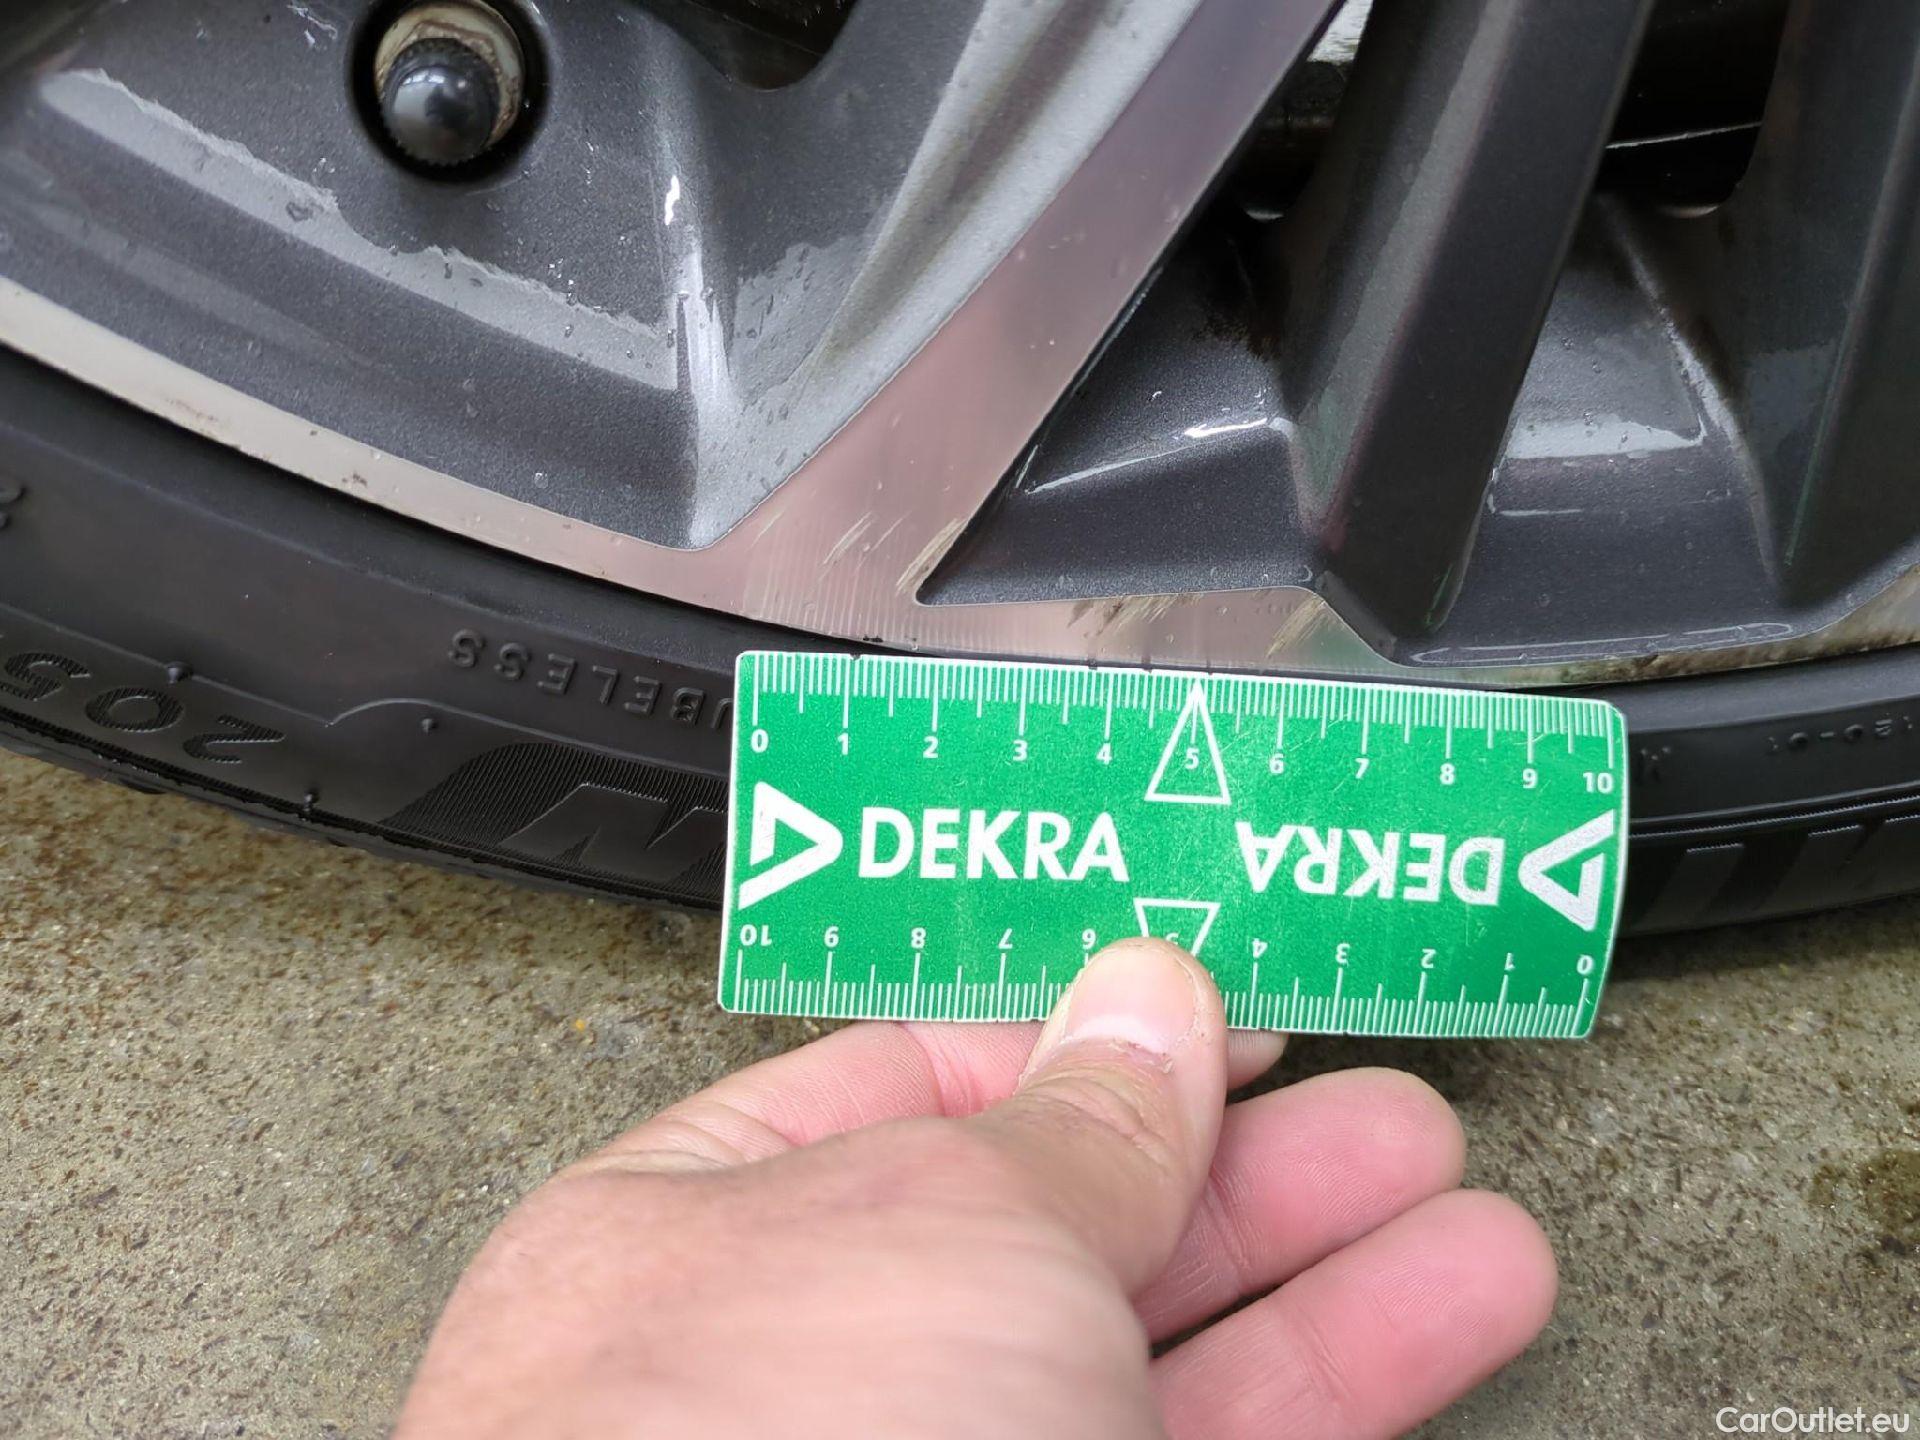 TUBELESS
205
0 1 2 3 4 5 6 7 8 9 10
DEKRA
DEKRA
10 9 8 7 6 5 4 3 2 1 0
CarOutlet.eu